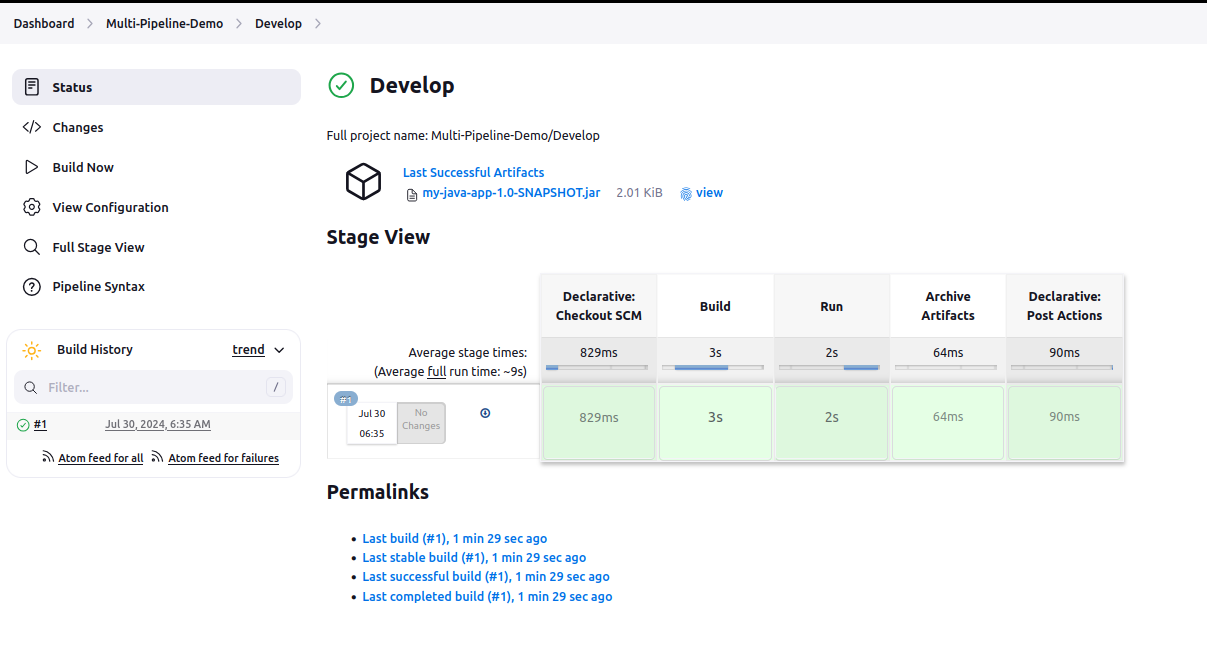 Dashboard > Multi-Pipeline-Demo > Develop >
Status
Changes
Build Now
View Configuration
Full Stage View
Pipeline Syntax
Build History
trend
Filter...
/
#1
Jul 30, 2024, 6:35 AM
Atom feed for all
Atom feed for failures
Develop
Full project name: Multi-Pipeline-Demo/Develop
Last Successful Artifacts
my-java-app-1.0-SNAPSHOT.jar 2.01 KiB view
Stage View
Declarative:
Checkout SCM
Build
Run
Archive
Artifacts
Declarative:
Post Actions
Average stage times:
(Average full run time: ~9s)
829ms
3s
2s
64ms
90ms
#1
Jul 30
06:35
No
Changes
829ms
3s
2s
64ms
90ms
Permalinks
Last build (#1), 1 min 29 sec ago
Last stable build (#1), 1 min 29 sec ago
Last successful build (#1), 1 min 29 sec ago
Last completed build (#1), 1 min 29 sec ago